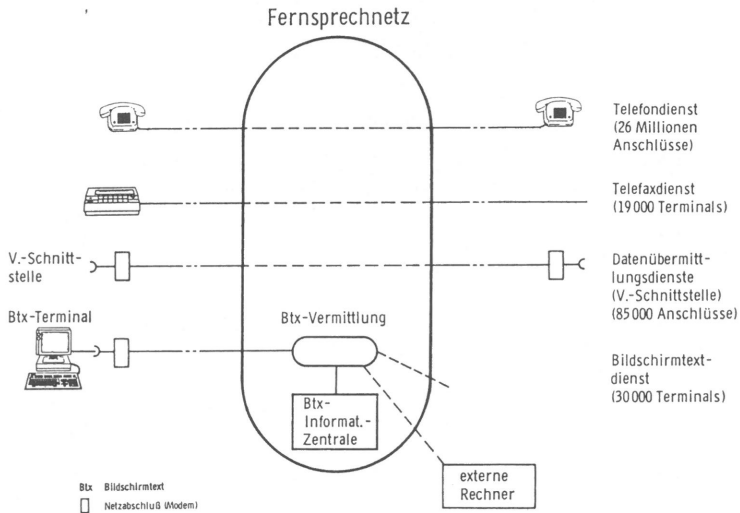 Fernsprechnetz
Telefondienst
(26 Millionen
Anschlüsse)
Telefaxdienst
(19000 Terminals)
V.-Schnitt-
stelle
Datenübermitt-
lungsdienste
(V.-Schnittstelle)
(85000 Anschlüsse)
Btx-Terminal
Btx-Vermittlung
Bildschirmtext-
dienst
(30000 Terminals)
Btx-
Informat.-
Zentrale
externe
Rechner
Btx Bildschirmtext
Netzabschluß (Modem)